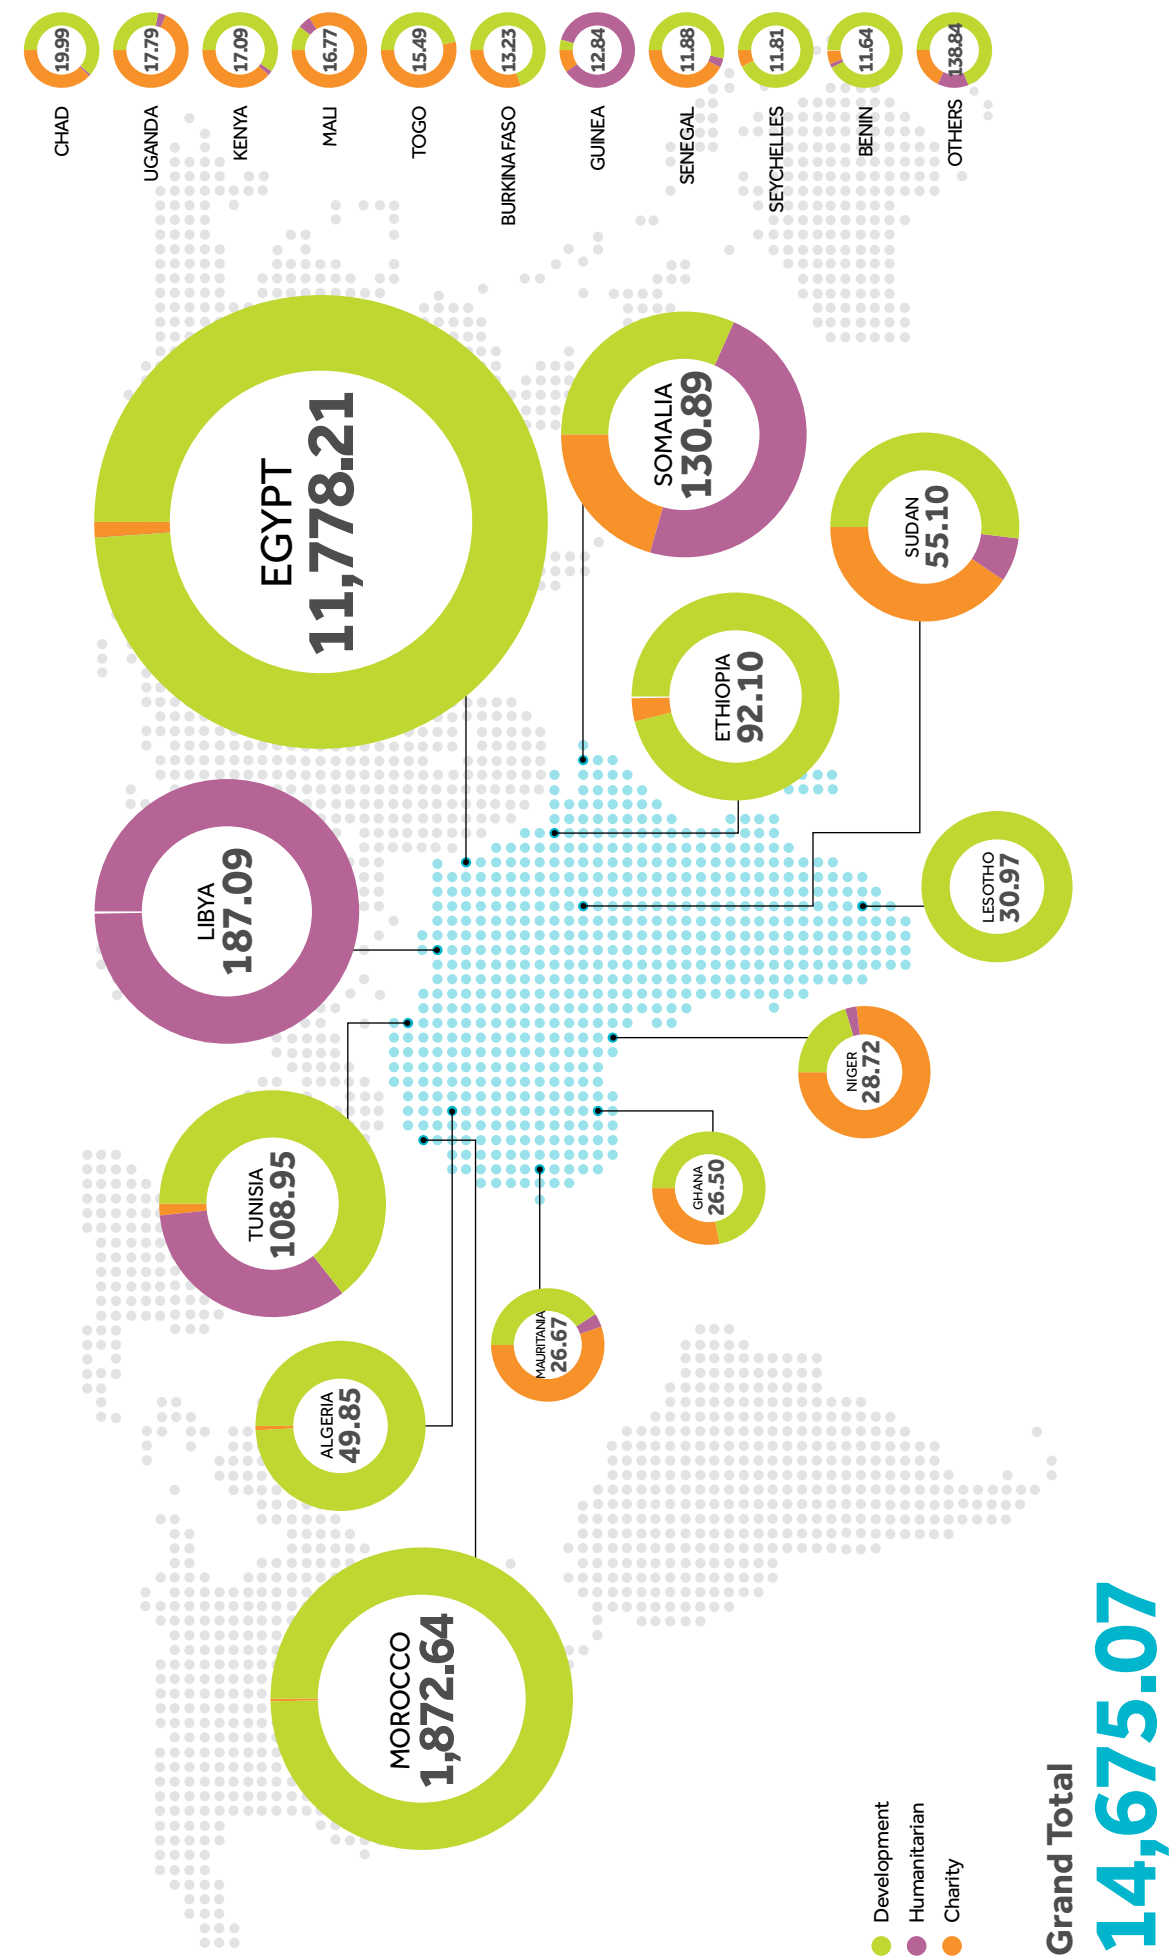 CHAD
19.99
UGANDA
17.79
KENYA
17.09
MALI
16.77
TOGO
15.49
BURKINA FASO
13.23
GUINEA
12.84
SENEGAL
11.88
SEYCHELLES
11.81
BENIN
11.64
OTHERS
138.84
EGYPT
11,778.21
SOMALIA
130.89
SUDAN
55.10
ETHIOPIA
92.10
LIBYA
187.09
LESOTHO
30.97
TUNISIA
108.95
NIGER
28.72
GHANA
26.50
MAURITANIA
26.67
ALGERIA
49.85
MOROCCO
1,872.64
Development
Humanitarian
Charity
Grand Total
14,675.07